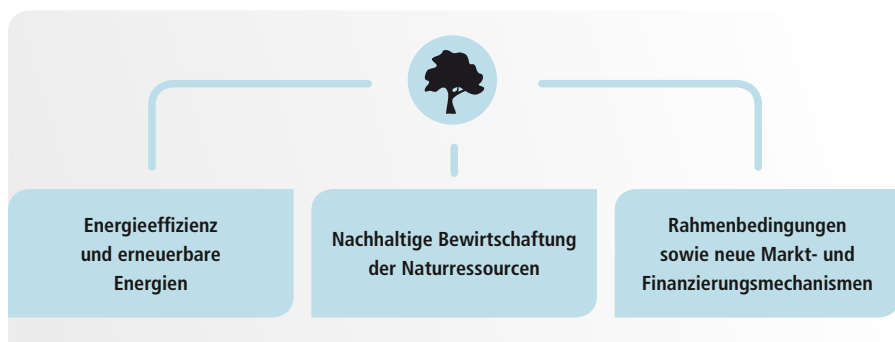 Energieeffizienz
und erneuerbare
Energien
Nachhaltige Bewirtschaftung
der Naturressourcen
Rahmenbedingungen
sowie neue Markt- und
Finanzierungsmechanismen